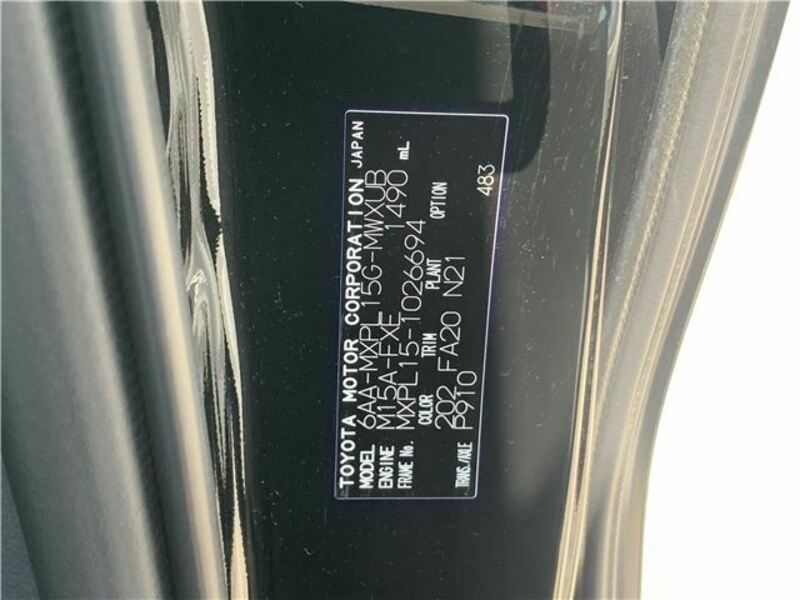 TOYOTA MOTOR CORPORATION JAPAN
MODEL 6AA-MXPL15G-MWXUB
ENGINE M15A-FXE 1490 mL
FRAME No. MXPL15-1026694
COLOR TRIM PLANT OPTION
202 FA20 N21
TRANS./AXLE P910 483